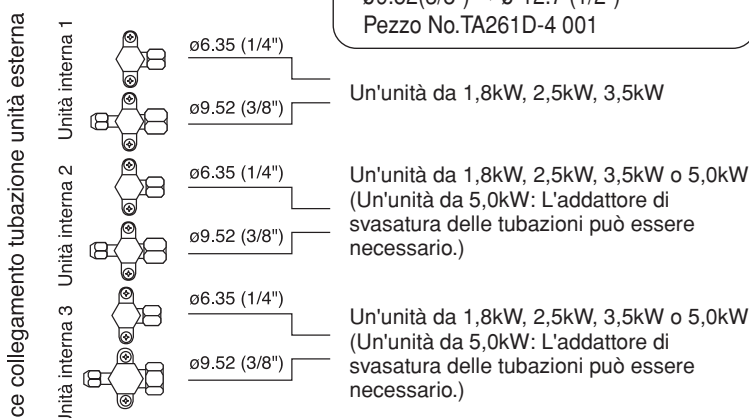 Pezzo No.TA261D-4 001
ce collegamento tubazione unità esterna
Unità interna 1
ø6.35 (1/4")
ø9.52 (3/8")
Un'unità da 1,8kW, 2,5kW, 3,5kW
Unità interna 2
ø6.35 (1/4")
ø9.52 (3/8")
Un'unità da 1,8kW, 2,5kW, 3,5kW o 5,0kW
(Un'unità da 5,0kW: L'addattore di
svasatura delle tubazioni può essere
necessario.)
Unità interna 3
ø6.35 (1/4")
ø9.52 (3/8")
Un'unità da 1,8kW, 2,5kW, 3,5kW o 5,0kW
(Un'unità da 5,0kW: L'addattore di
svasatura delle tubazioni può essere
necessario.)